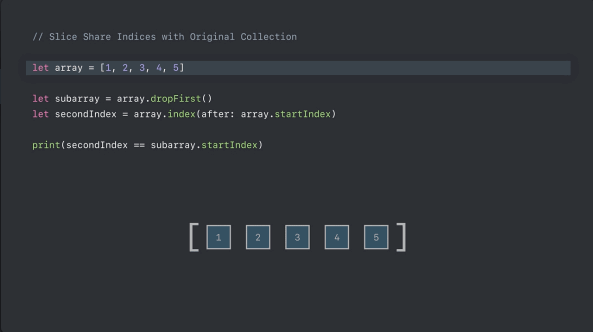 // Slice Share Indices with Original Collection
let array = [1, 2, 3, 4, 5]
let subarray = array.dropFirst()
let secondIndex = array.index(after: array.startIndex)
print(secondIndex == subarray.startIndex)
[ 1 2 3 4 5 ]